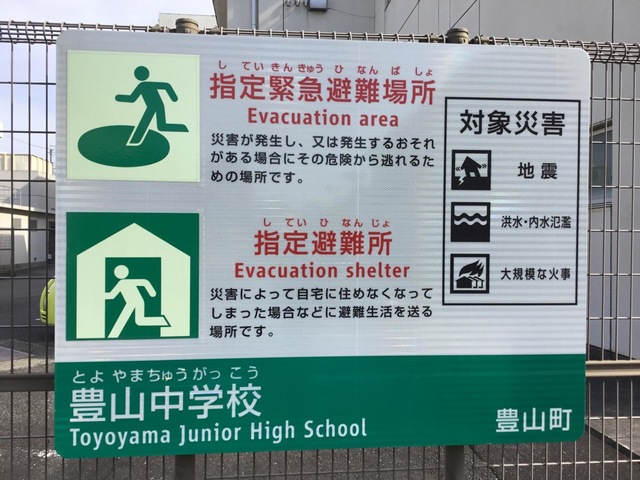 していきんきゅうひなんばしょ
指定緊急避難場所
Evacuation area
災害が発生し、又は発生するおそれ
がある場合にその危険から逃れるた
めの場所です。
していひなんじょ
指定避難所
Evacuation shelter
災害によって自宅に住めなくなって
しまった場合などに避難生活を送る
場所です。
対象災害
地震
洪水・内水氾濫
大規模な火事
とよやまちゅうがっこう
豊山中学校
Toyoyama Junior High School
豊山町